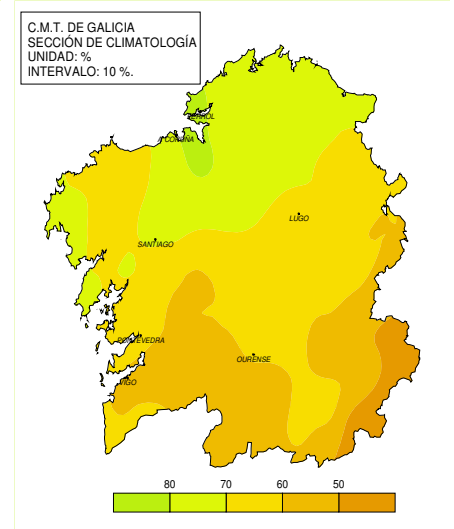 C.M.T. DE GALICIA
SECCIÓN DE CLIMATOLOGÍA
UNIDAD: %
INTERVALO: 10 %.
FERROL
A CORUÑA
LUGO
SANTIAGO
PONTEVEDRA
OURENSE
VIGO
80 70 60 50